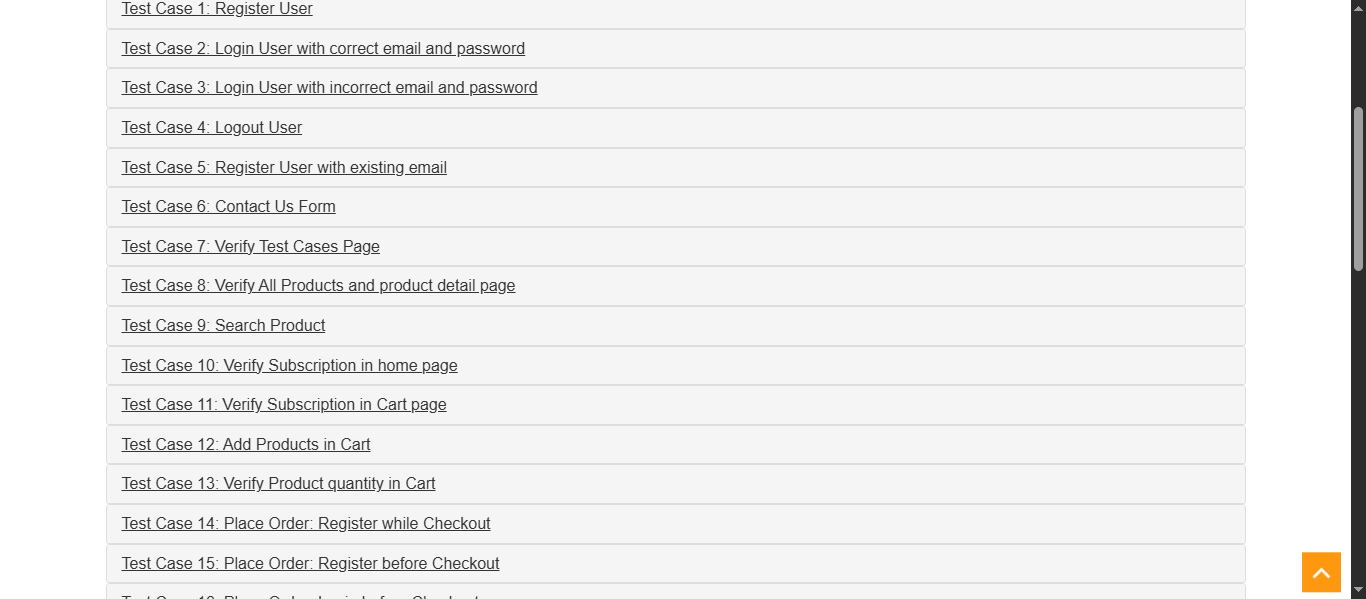 Test Case 1: Register User
Test Case 2: Login User with correct email and password
Test Case 3: Login User with incorrect email and password
Test Case 4: Logout User
Test Case 5: Register User with existing email
Test Case 6: Contact Us Form
Test Case 7: Verify Test Cases Page
Test Case 8: Verify All Products and product detail page
Test Case 9: Search Product
Test Case 10: Verify Subscription in home page
Test Case 11: Verify Subscription in Cart page
Test Case 12: Add Products in Cart
Test Case 13: Verify Product quantity in Cart
Test Case 14: Place Order: Register while Checkout
Test Case 15: Place Order: Register before Checkout